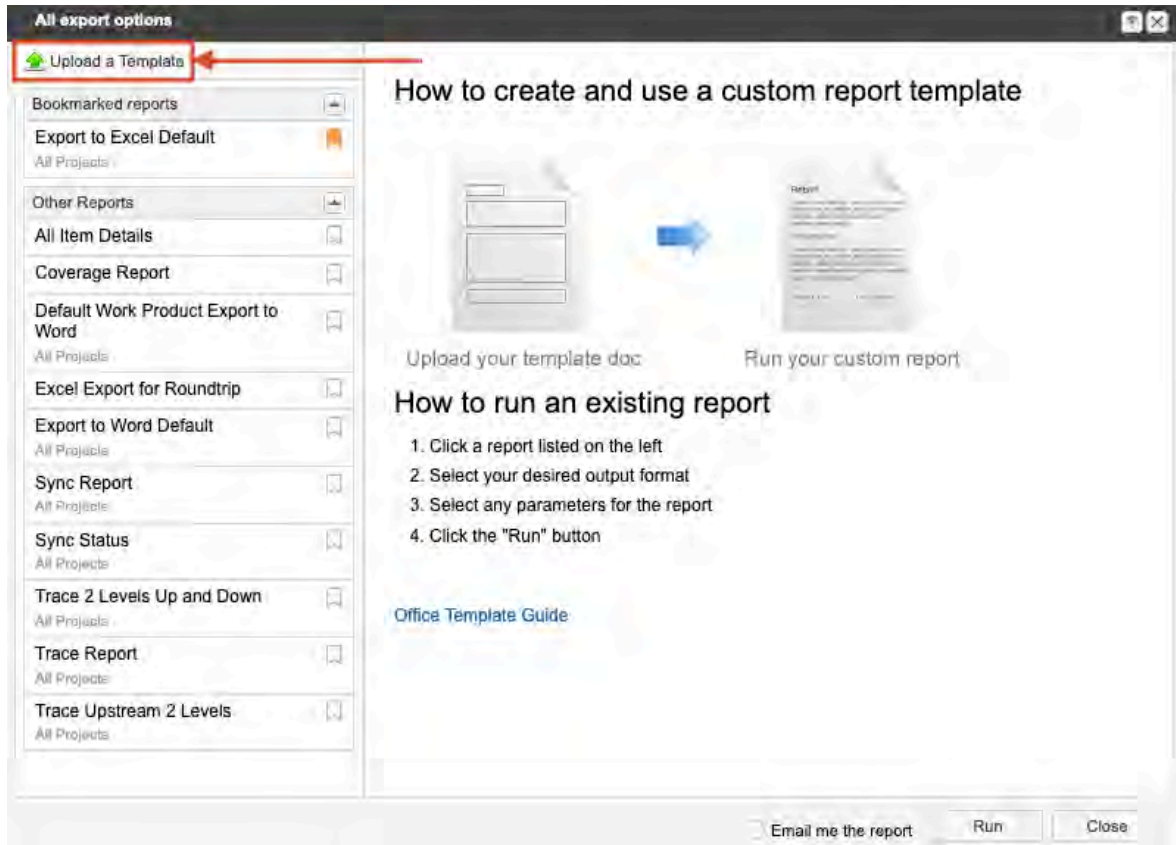 All export options
Upload a Template
Bookmarked reports
Export to Excel Default
All Projects
Other Reports
All Item Details
Coverage Report
Default Work Product Export to
Word
All Projects
Excel Export for Roundtrip
Export to Word Default
All Projects
Sync Report
All Projects
Sync Status
All Projects
Trace 2 Levels Up and Down
All Projects
Trace Report
All Projects
Trace Upstream 2 Levels
All Projects
How to create and use a custom report template
Report
Upload your template doc
Run your custom report
How to run an existing report
1. Click a report listed on the left
2. Select your desired output format
3. Select any parameters for the report
4. Click the "Run" button
Office Template Guide
Email me the report
Run
Close